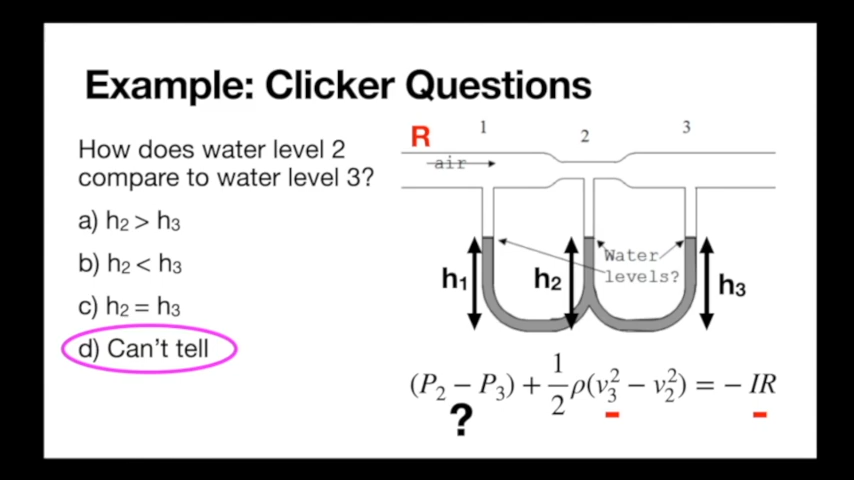 Example: Clicker Questions
How does water level 2
compare to water level 3?
a) h₂ > h₃
b) h₂ < h₃
c) h₂ = h₃
d) Can't tell
R
1
2
3
air
Water
levels?
h₁
h₂
h₃
(P₂ − P₃) + 1/2 ρ(v₃² − v₂²) = − IR
?
-
-